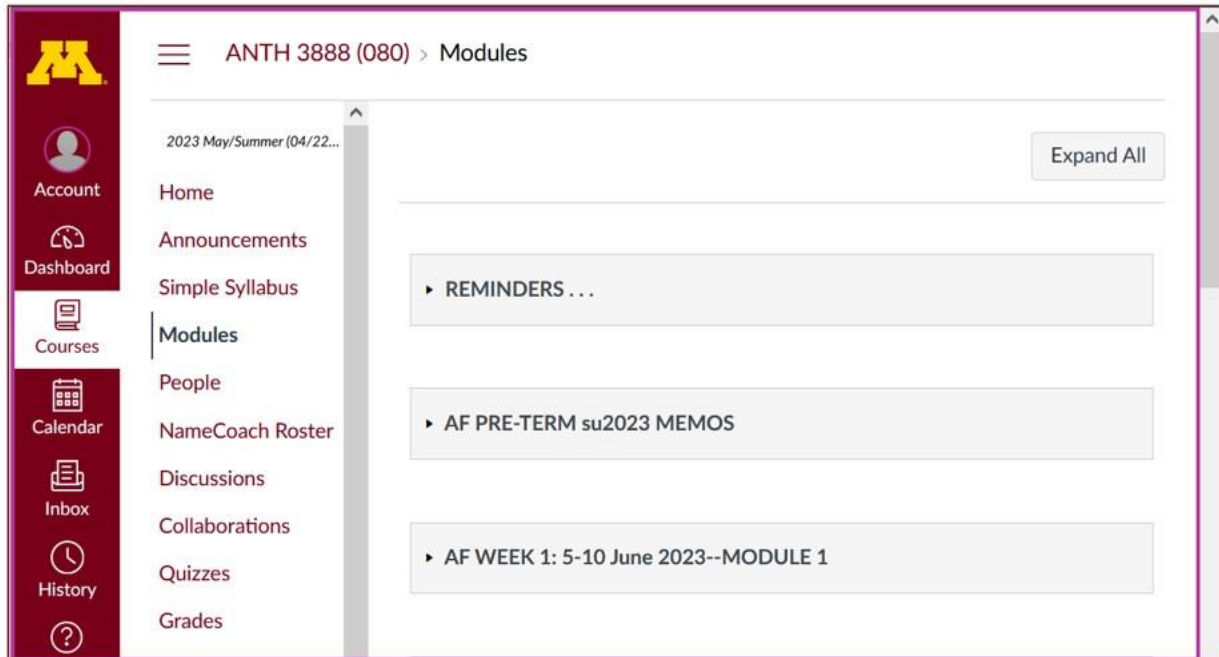 M
ANTH 3888 (080) > Modules
Account
Dashboard
Courses
Calendar
Inbox
History
?
2023 May/Summer (04/22...
Home
Announcements
Simple Syllabus
Modules
People
NameCoach Roster
Discussions
Collaborations
Quizzes
Grades
Expand All
REMINDERS . . .
AF PRE-TERM su2023 MEMOS
AF WEEK 1: 5-10 June 2023--MODULE 1